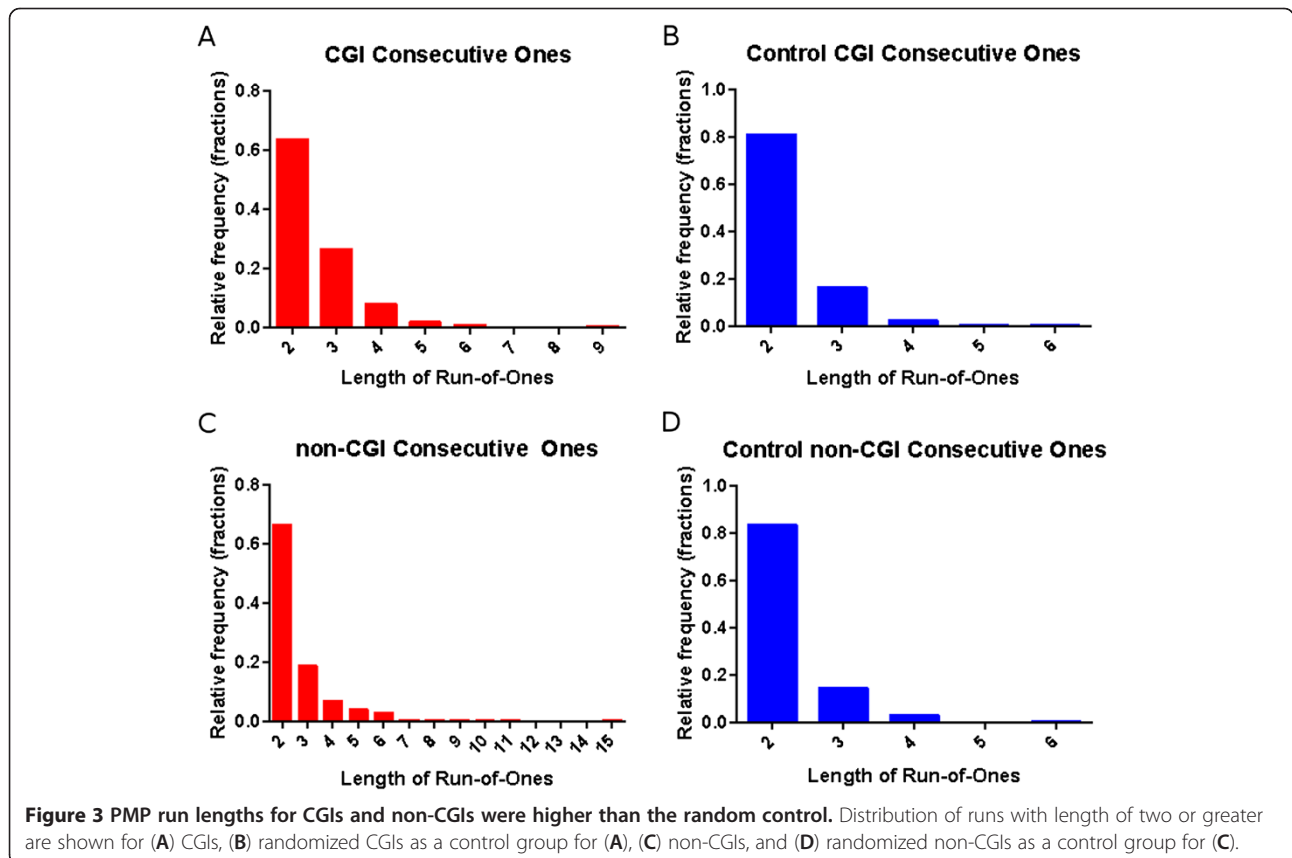 A
CGI Consecutive Ones
Relative frequency (fractions)
0.8
0.6
0.4
0.2
0.0
2 3 4 5 6 7 8 9
Length of Run-of-Ones
B
Control CGI Consecutive Ones
Relative frequency (fractions)
1.0
0.8
0.6
0.4
0.2
0.0
2 3 4 5 6
Length of Run-of-Ones
C
non-CGI Consecutive Ones
Relative frequency (fractions)
0.8
0.6
0.4
0.2
0.0
2 3 4 5 6 7 8 9 10 11 12 13 14 15
Length of Run-of-Ones
D
Control non-CGI Consecutive Ones
Relative frequency (fractions)
1.0
0.8
0.6
0.4
0.2
0.0
2 3 4 5 6
Length of Run-of-Ones
Figure 3 PMP run lengths for CGIs and non-CGIs were higher than the random control. Distribution of runs with length of two or greater
are shown for (A) CGIs, (B) randomized CGIs as a control group for (A), (C) non-CGIs, and (D) randomized non-CGIs as a control group for (C).